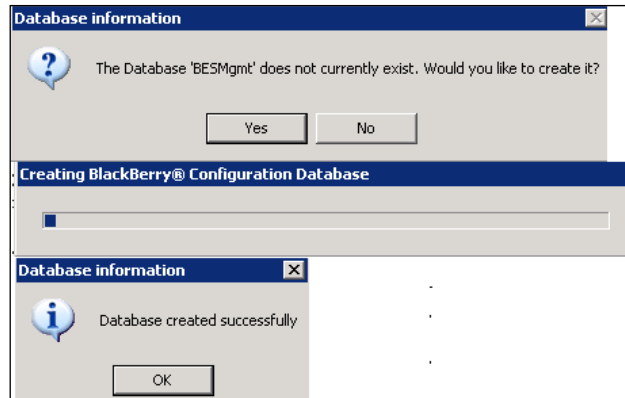 Database information
The Database 'BESMgmt' does not currently exist. Would you like to create it?
Yes No
Creating BlackBerry® Configuration Database
Database information
Database created successfully
OK